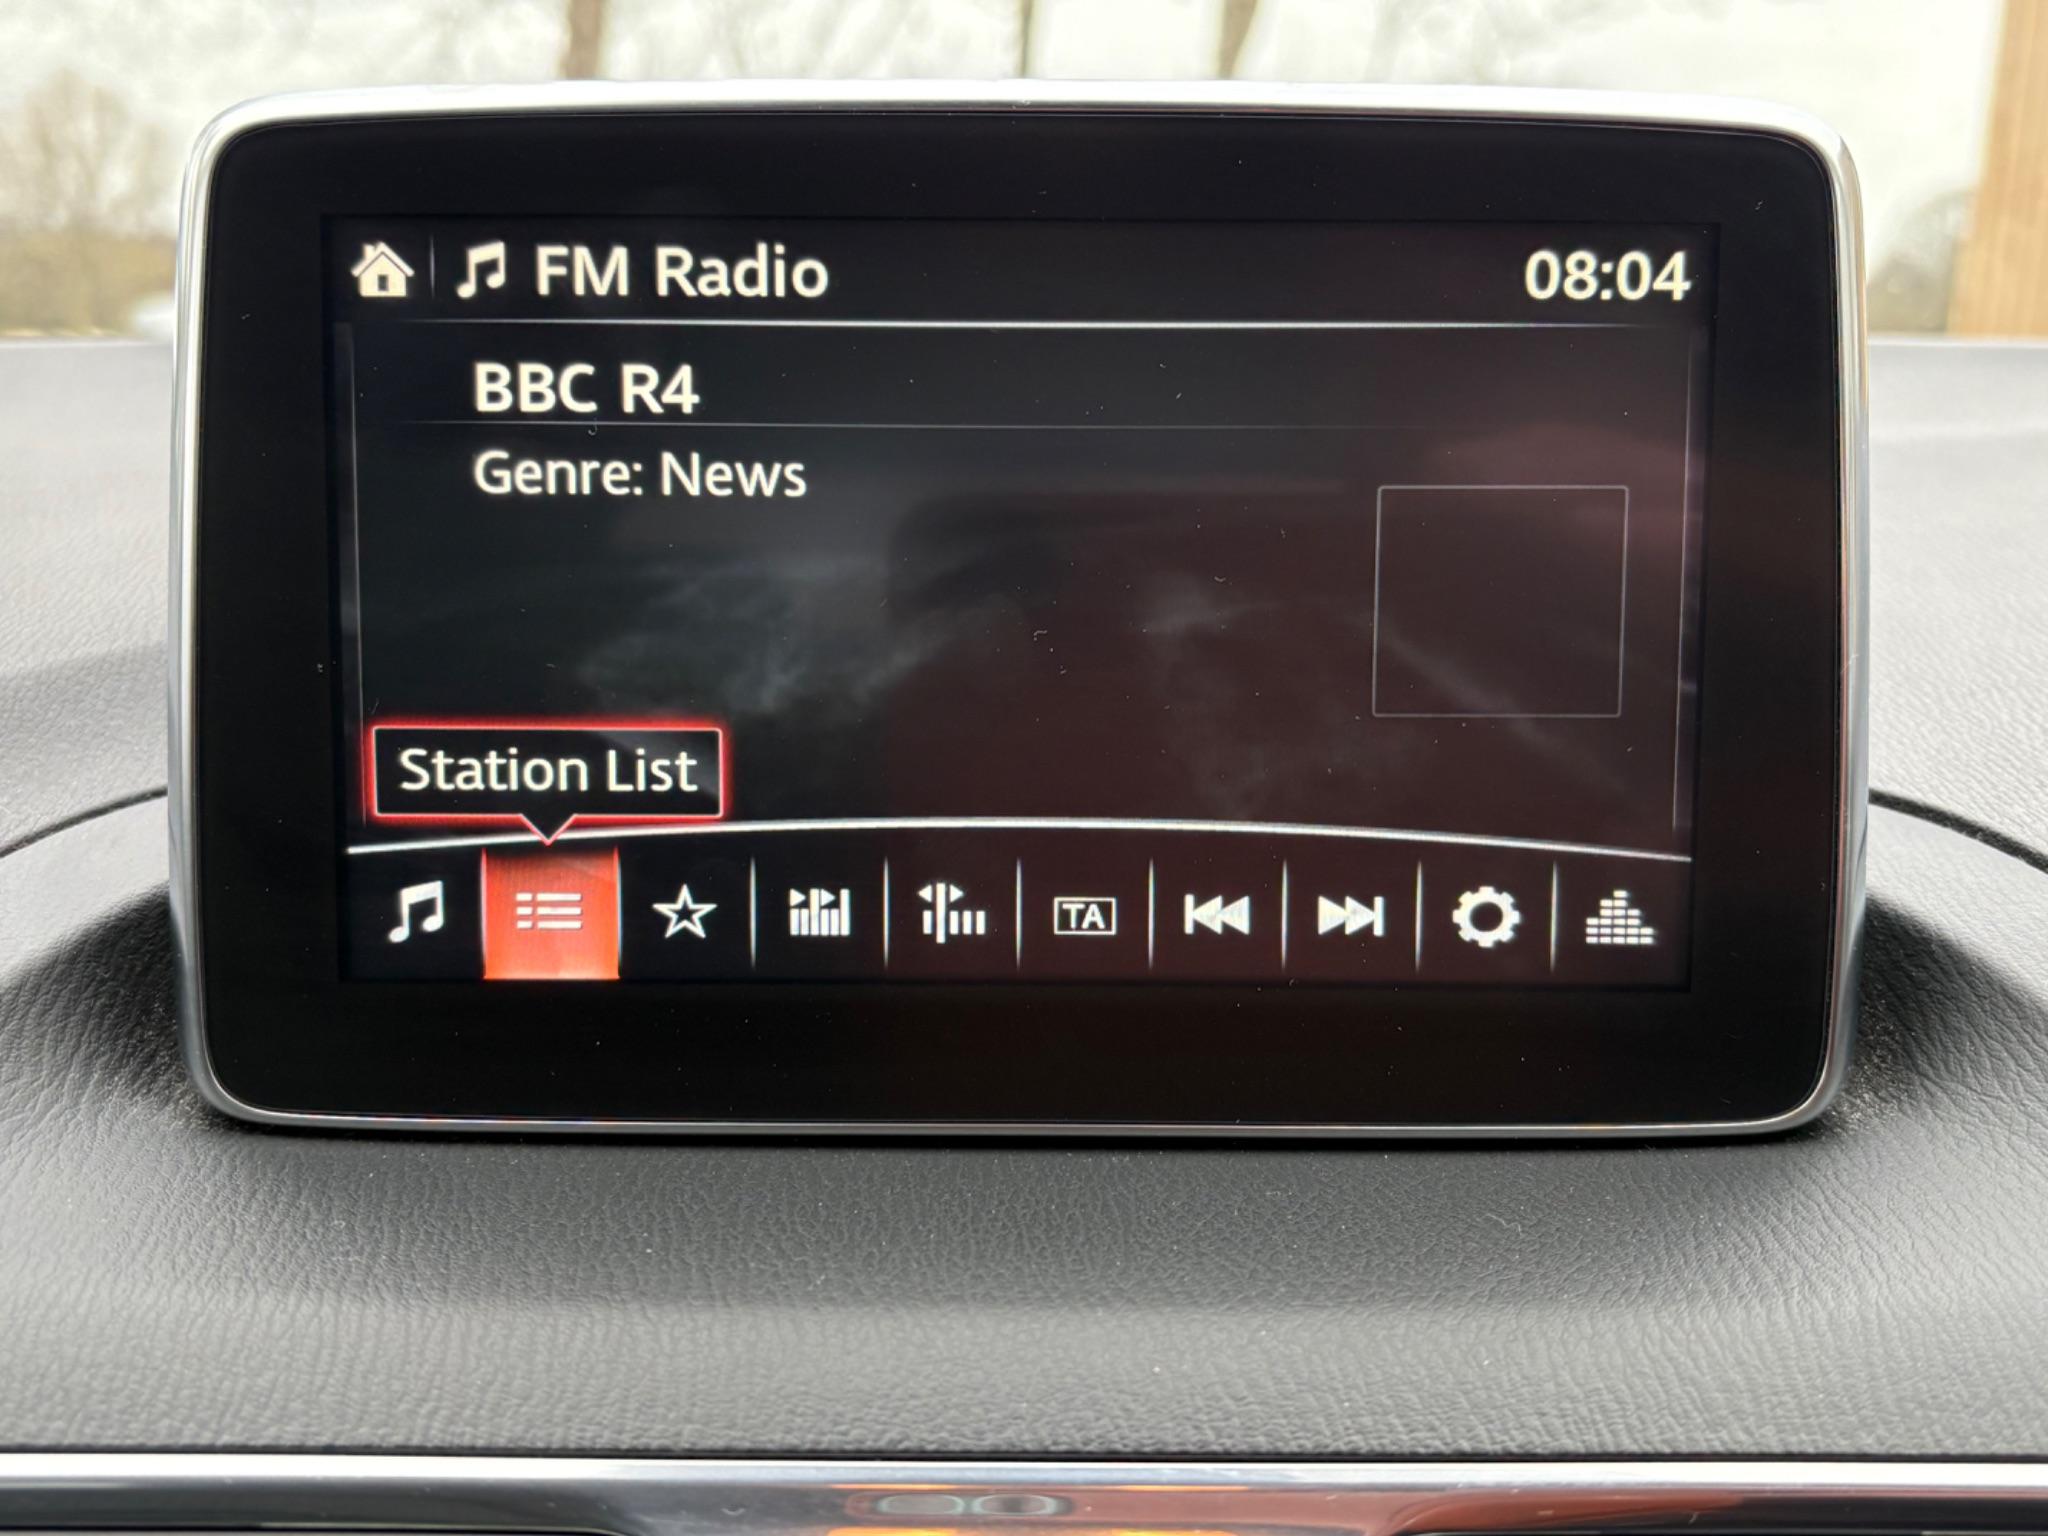 FM Radio
08:04
BBC R4
Genre: News
Station List
TA